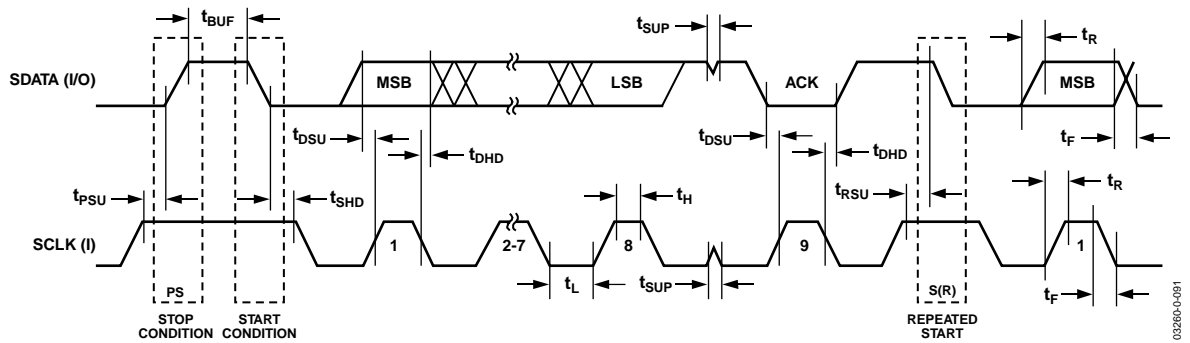 tBUF
tSUP
tR
SDATA (I/O)
MSB
LSB
ACK
MSB
tDSU
tDHD
tDSU
tDHD
tF
tPSU
tSHD
tH
tRSU
tR
SCLK (I)
1
2-7
8
9
1
tL
tSUP
tF
PS
S(R)
STOP
CONDITION
START
CONDITION
REPEATED
START
03260-0-091